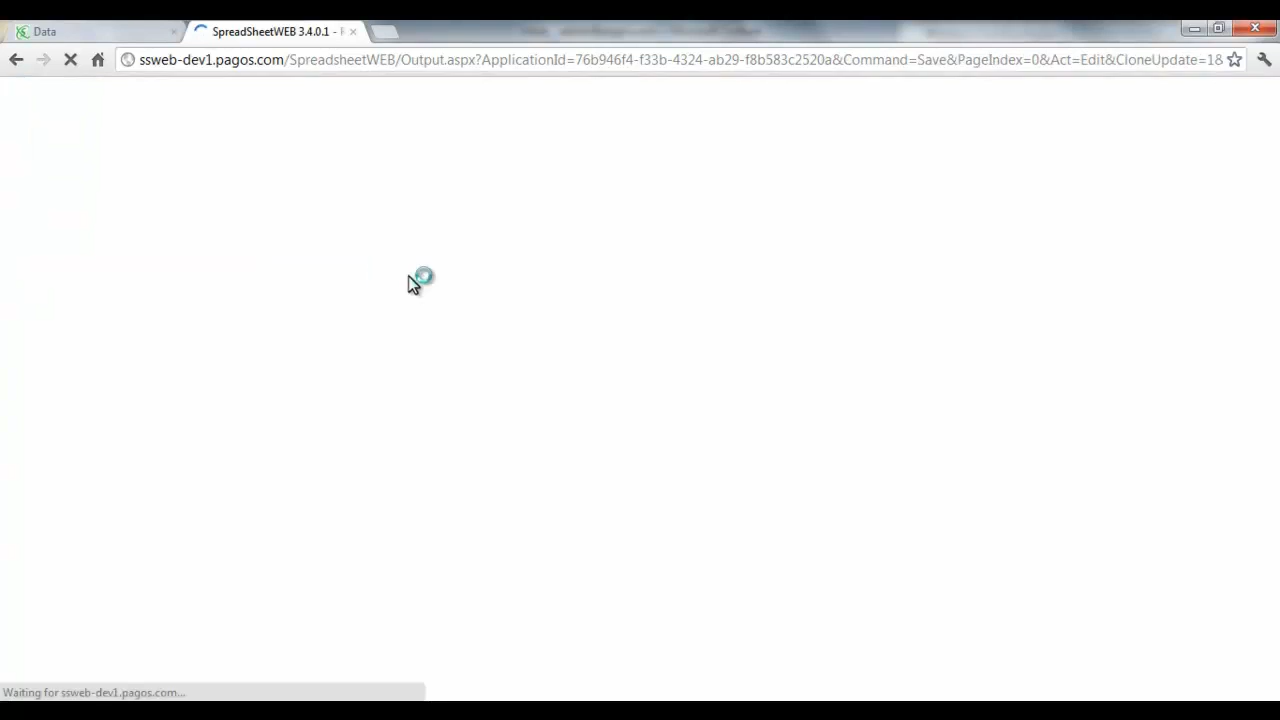 Data
SpreadSheetWEB 3.4.0.1 - R
ssweb-dev1.pagos.com/SpreadsheetWEB/Output.aspx?ApplicationId=76b946f4-f33b-4324-ab29-f8b583c2520a&Command=Save&PageIndex=0&Act=Edit&CloneUpdate=1&
Waiting for ssweb-dev1.pagos.com...